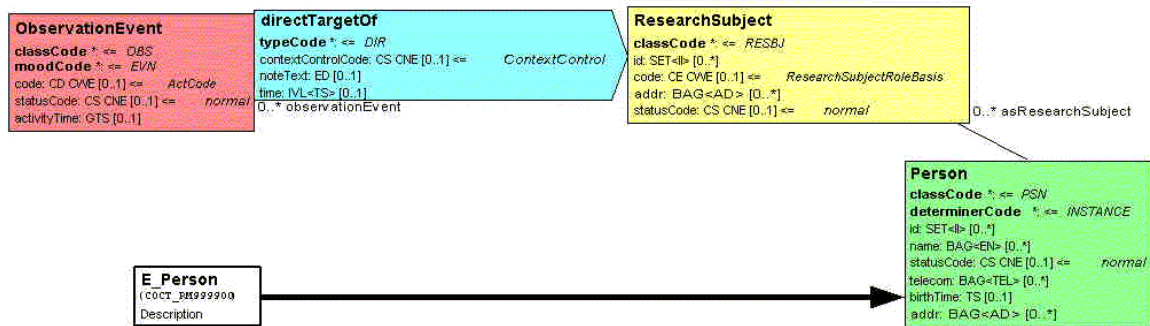 ObservationEvent
classCode *: <= OBS
moodCode *: <= EVN
code: CD CWE [0..1] <= ActCode
statusCode: CS CNE [0..1] <= normal
activityTime: GTS [0..1]
directTargetOf
typeCode *: <= DIR
contextControlCode: CS CNE [0..1] <= ContextControl
noteText: ED [0..1]
time: IVL<TS> [0..1]
0..* observationEvent
ResearchSubject
classCode *: <= RESBJ
id: SET<II> [0..*]
code: CE CWE [0..1] <= ResearchSubjectRoleBasis
addr: BAG<AD> [0..*]
statusCode: CS CNE [0..1] <= normal
0..* asResearchSubject
Person
classCode *: <= PSN
determinerCode *: <= INSTANCE
id: SET<II> [0..*]
name: BAG<EN> [0..*]
statusCode: CS CNE [0..1] <= normal
telecom: BAG<TEL> [0..*]
birthTime: TS [0..1]
addr: BAG<AD> [0..*]
E_Person
(COCT_RM999900)
Description